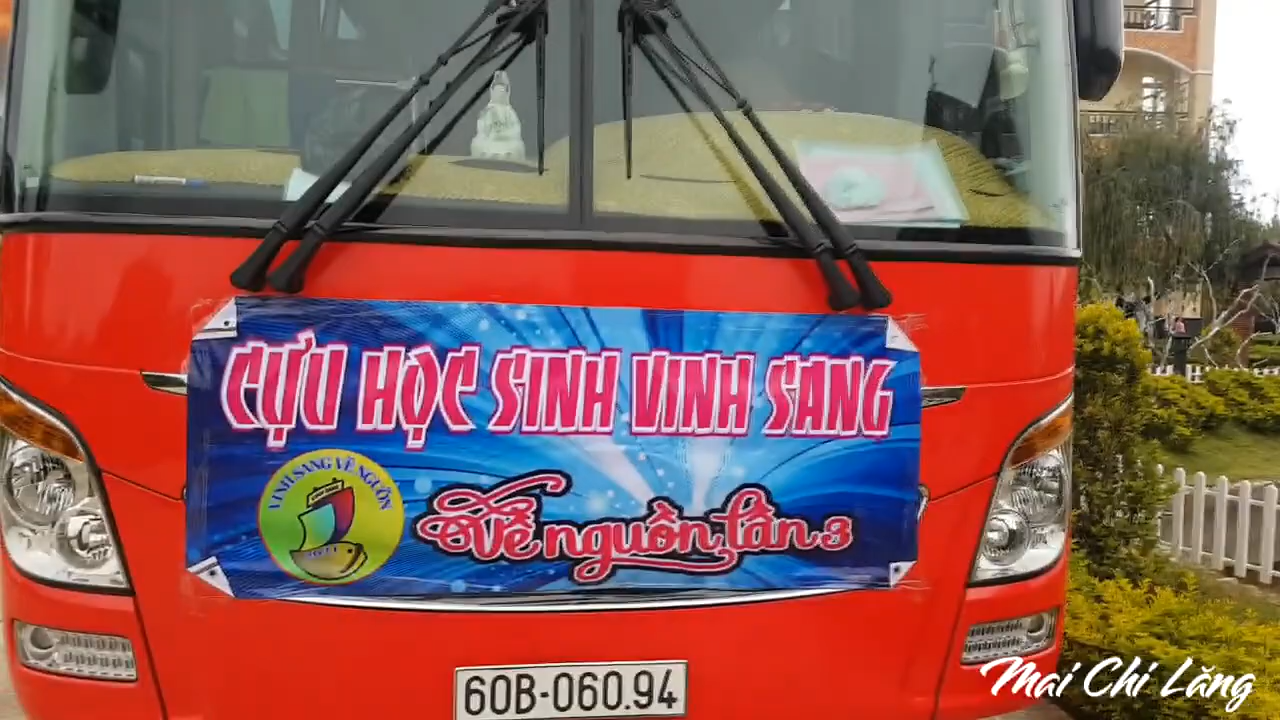 CỰU HỌC SINH VINH SANG
VINH SANG VỀ NGUỒN
Về nguồn, lần 3
60B-060.94
Mai Chi Lăng